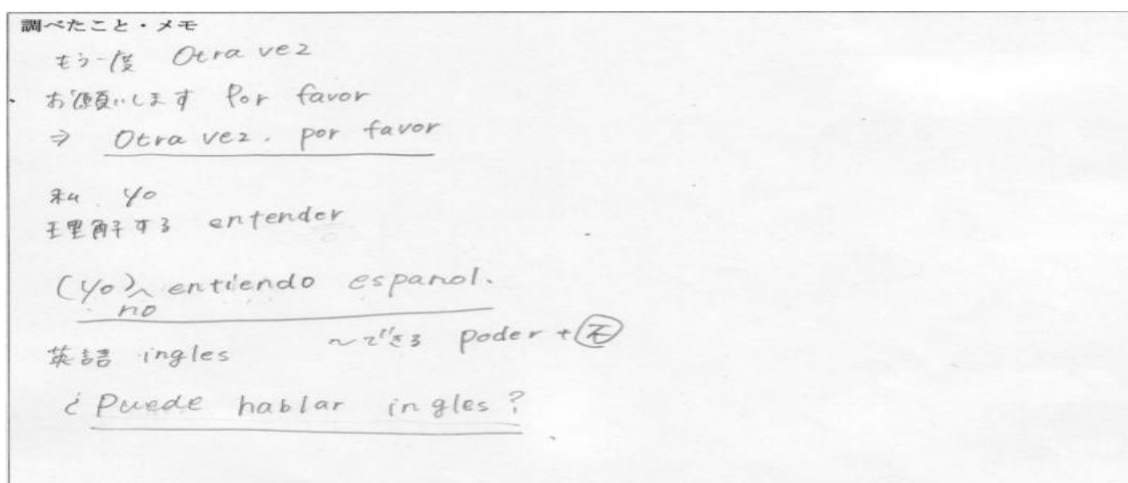 調べたこと・メモ
もう一度 Otra vez
お願いします Por favor
⇒ Otra vez. por favor
私 yo
理解する entender
(yo) no entiendo espanol.
英語 ingles ~できる poder + 不
¿Puede hablar ingles?